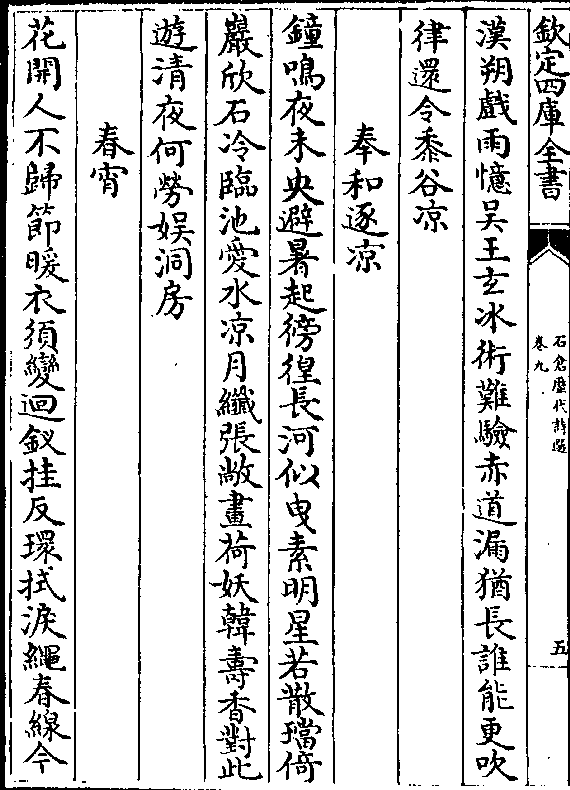 欽定四庫全書
石倉歷代詩選
卷九
五
漢朔戲雨憶吴王玄冰術難驗赤道漏猶長誰能更吹
律還令黍谷凉
奉和逐凉
鐘鳴夜未央避暑起徬徨長河似曳素明星若散璫倚
巖欣石冷臨池愛水凉月纖張敞畫荷妖韓壽香對此
遊清夜何勞娱洞房
春宵
花開人不歸節暖衣須變迴釵挂反環拭淚繩春線今